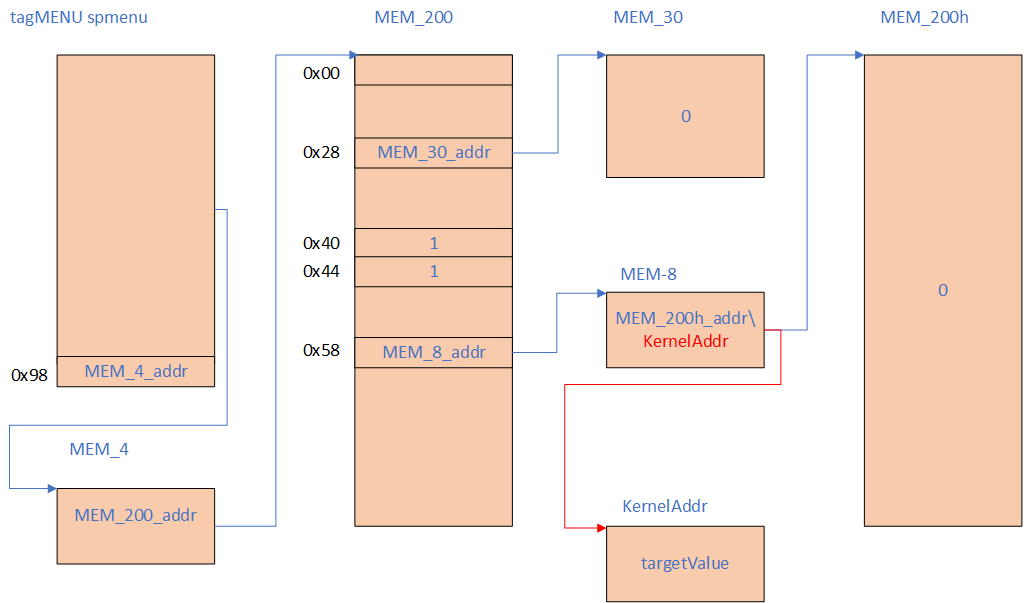 tagMENU spmenu
MEM_200
MEM_30
MEM_200h
0x00
0
0x28
MEM_30_addr
0x40
1
0x44
1
MEM-8
0
MEM_200h_addr\
KernelAddr
0x58
MEM_8_addr
0x98
MEM_4_addr
MEM_4
MEM_200_addr
KernelAddr
targetValue